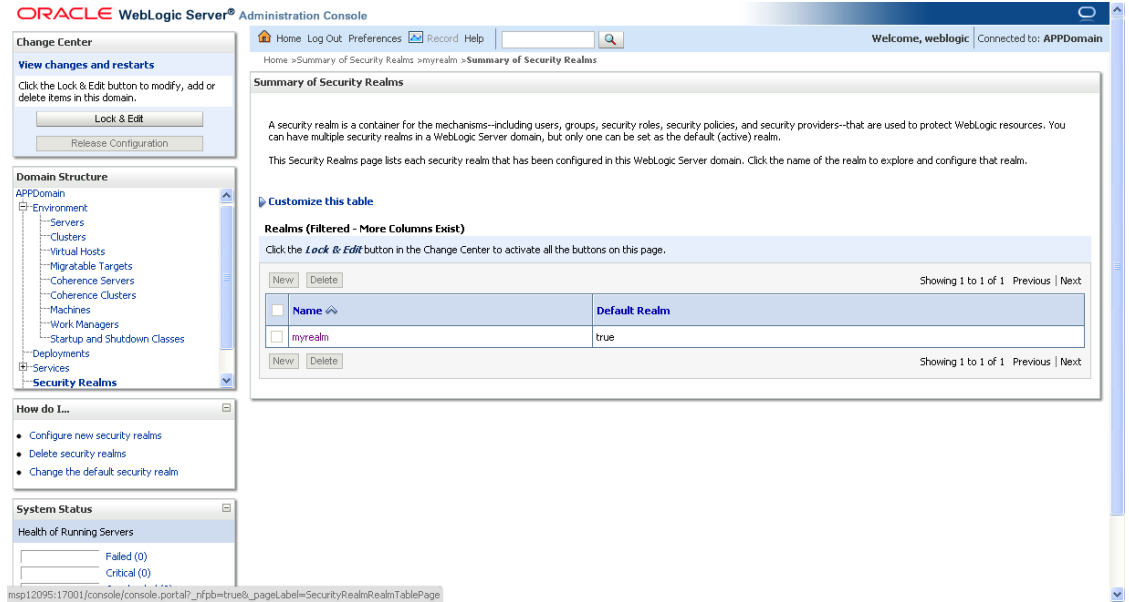 ORACLE WebLogic Server® Administration Console
Change Center
View changes and restarts
Click the Lock & Edit button to modify, add or
delete items in this domain.
Lock & Edit
Release Configuration
Domain Structure
APPDomain
Environment
Servers
Clusters
Virtual Hosts
Migratable Targets
Coherence Servers
Coherence Clusters
Machines
Work Managers
Startup and Shutdown Classes
Deployments
Services
Security Realms
How do I...
Configure new security realms
Delete security realms
Change the default security realm
System Status
Health of Running Servers
Failed (0)
Critical (0)
msp12095:17001/console/console.portal?_nfpb=true&_pageLabel=SecurityRealmRealmTablePage
Home Log Out Preferences Record Help
Welcome, weblogic Connected to: APPDomain
Home >Summary of Security Realms >myrealm >Summary of Security Realms
Summary of Security Realms
A security realm is a container for the mechanisms--including users, groups, security roles, security policies, and security providers--that are used to protect WebLogic resources. You
can have multiple security realms in a WebLogic Server domain, but only one can be set as the default (active) realm.
This Security Realms page lists each security realm that has been configured in this WebLogic Server domain. Click the name of the realm to explore and configure that realm.
Customize this table
Realms (Filtered - More Columns Exist)
Click the Lock & Edit button in the Change Center to activate all the buttons on this page.
New Delete Showing 1 to 1 of 1 Previous | Next
Name Default Realm
myrealm true
New Delete Showing 1 to 1 of 1 Previous | Next